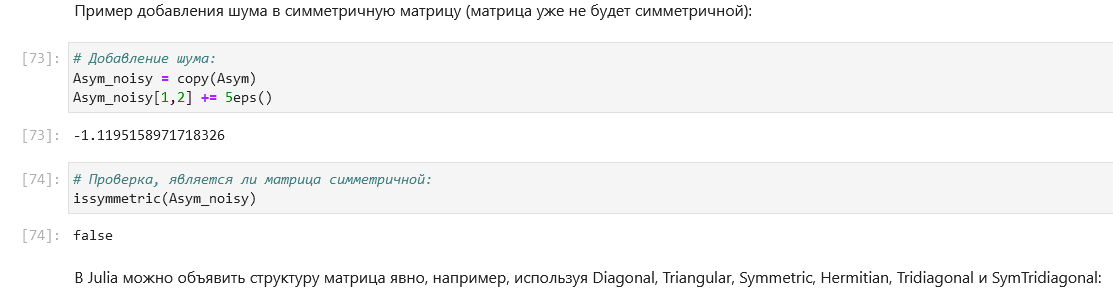 Пример добавления шума в симметричную матрицу (матрица уже не будет симметричной):
[73]: # Добавление шума:
Asym_noisy = copy(Asym)
Asym_noisy[1,2] += 5eps()
[73]: -1.1195158971718326
[74]: # Проверка, является ли матрица симметричной:
issymmetric(Asym_noisy)
[74]: false
В Julia можно объявить структуру матрица явно, например, используя Diagonal, Triangular, Symmetric, Hermitian, Tridiagonal и SymTridiagonal: